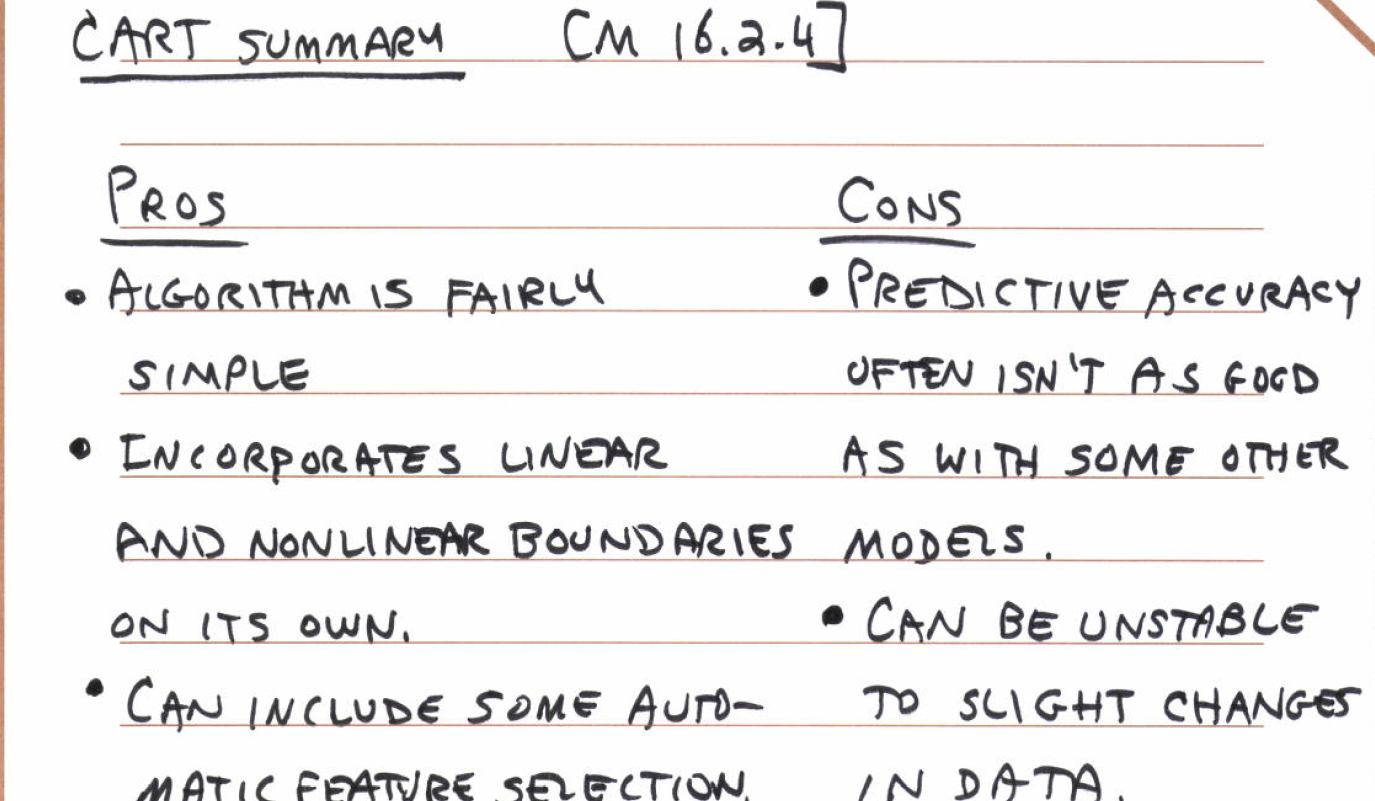 CART SUMMARY [M 16.2.4]
PROS
• ALGORITHM IS FAIRLY
SIMPLE
• INCORPORATES LINEAR
AND NONLINEAR BOUNDARIES
ON ITS OWN.
• CAN INCLUDE SOME AUTO-
MATIC FEATURE SELECTION.
CONS
• PREDICTIVE ACCURACY
OFTEN ISN'T AS GOOD
AS WITH SOME OTHER
MODELS.
• CAN BE UNSTABLE
TO SLIGHT CHANGES
IN DATA.